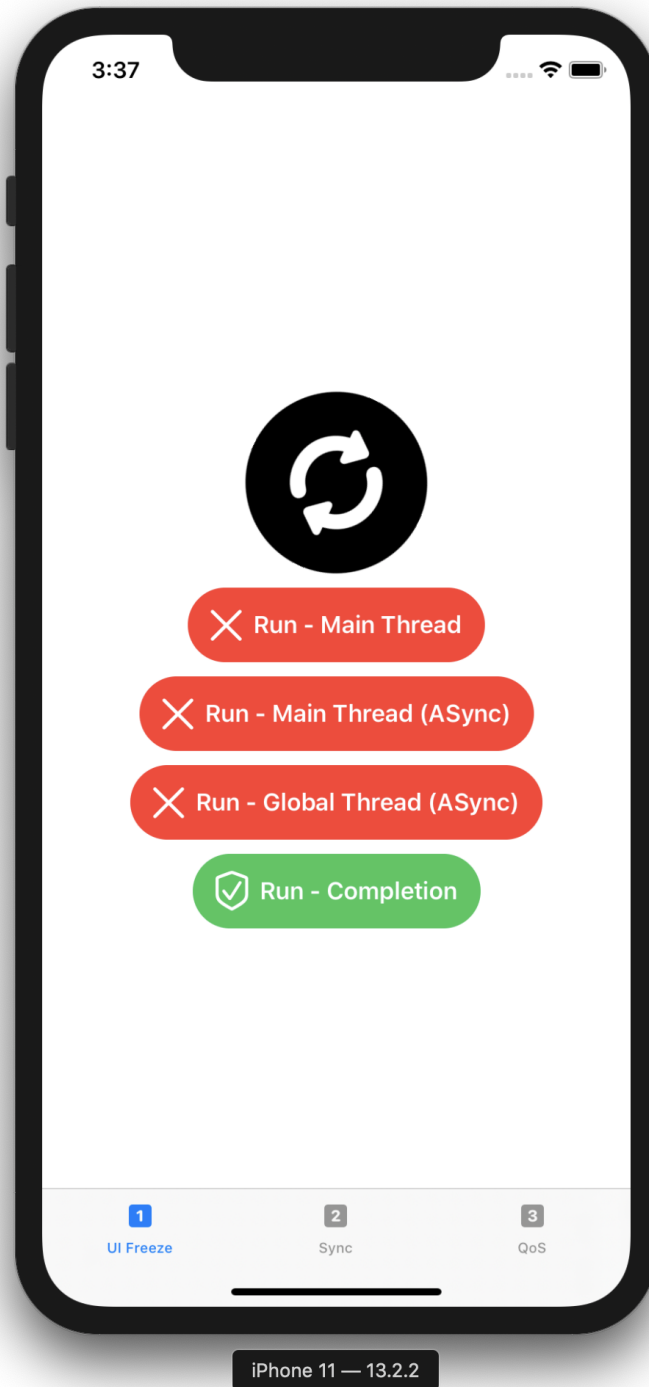 3:37
Run - Main Thread
Run - Main Thread (ASync)
Run - Global Thread (ASync)
Run - Completion
1 2 3
UI Freeze Sync QoS
iPhone 11 — 13.2.2